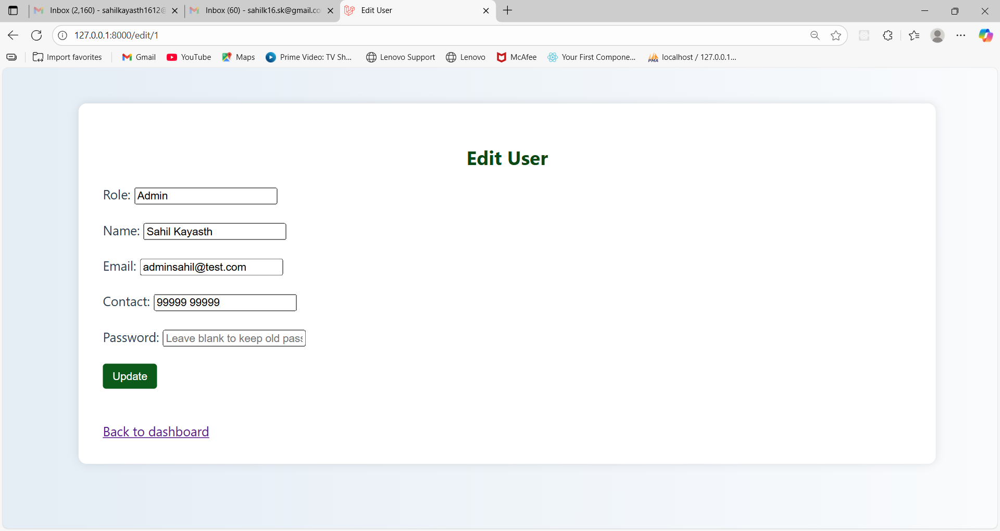 Inbox (2,160) - sahilkayasth1612@
Inbox (60) - sahilk16.sk@gmail.co
Edit User
127.0.0.1:8000/edit/1
Import favorites
Gmail
YouTube
Maps
Prime Video: TV Sh...
Lenovo Support
Lenovo
McAfee
Your First Compone...
PMA
localhost / 127.0.0.1...
Edit User
Role: Admin
Name: Sahil Kayasth
Email: adminsahil@test.com
Contact: 99999 99999
Password: Leave blank to keep old pass
Update
Back to dashboard